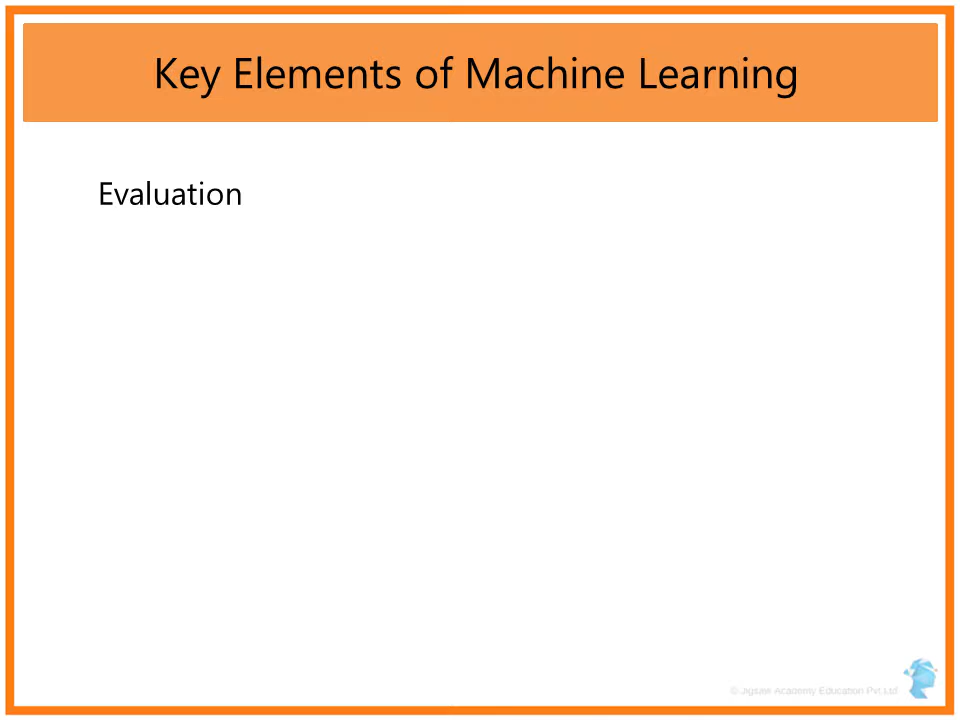 Key Elements of Machine Learning
Evaluation
© Jigsaw Academy Education Pvt Ltd